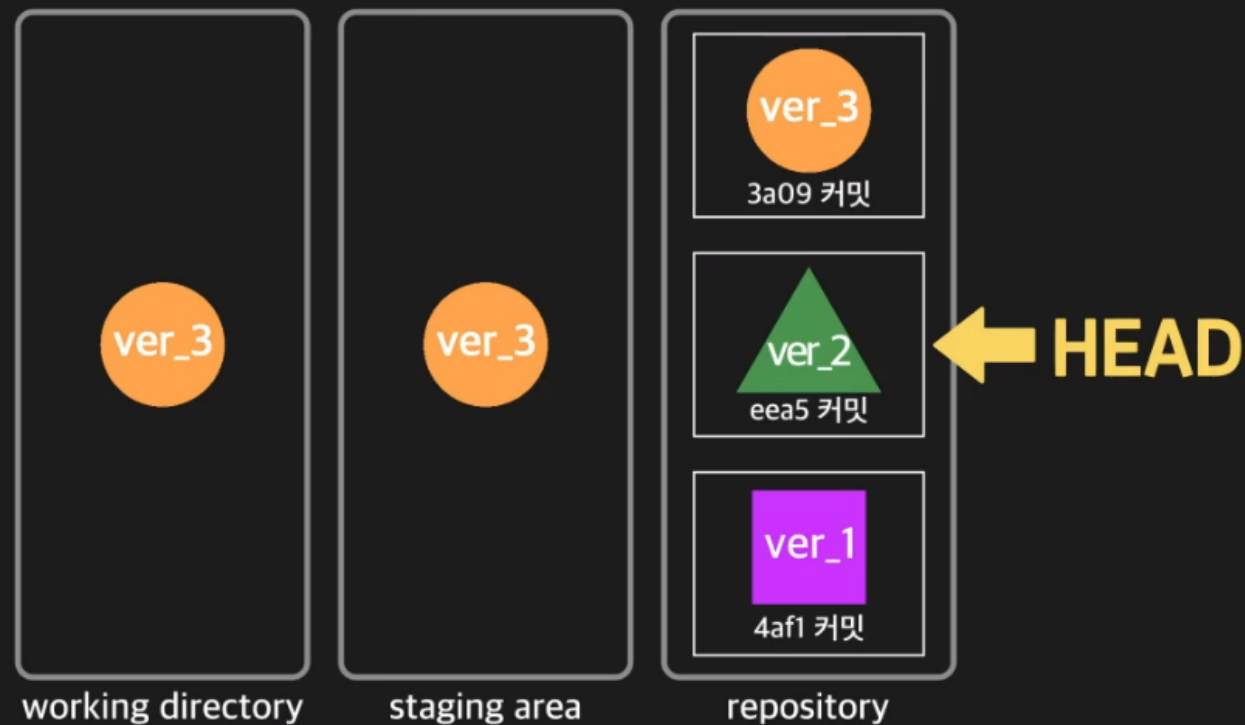 ver_3
working directory
ver_3
staging area
ver_3
3a09 커밋
ver_2
eea5 커밋
ver_1
4af1 커밋
repository
HEAD